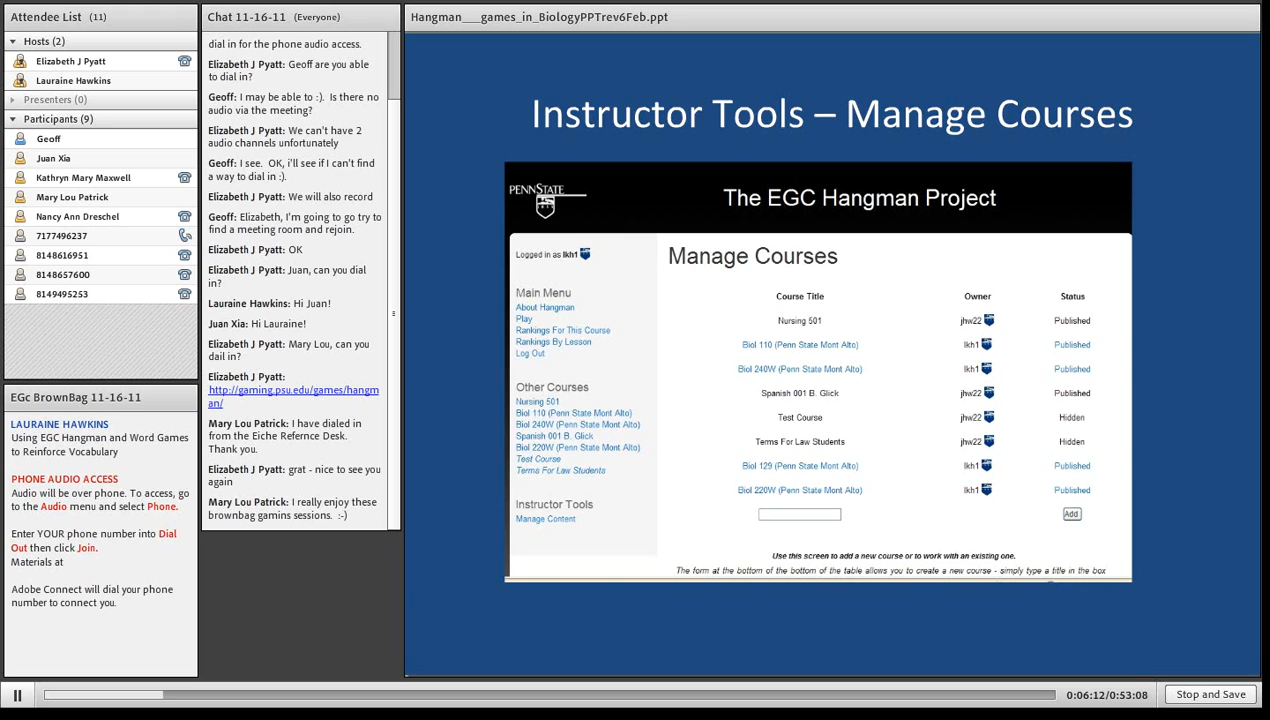 Attendee List (11)
Hosts (2)
Elizabeth J Pyatt
Lauraine Hawkins
Presenters (0)
Participants (9)
Geoff
Juan Xia
Kathryn Mary Maxwell
Mary Lou Patrick
Nancy Ann Dreschel
7177496237
8148616951
8148657600
8149495253
EGc BrownBag 11-16-11
LAURAINE HAWKINS
Using EGC Hangman and Word Games
to Reinforce Vocabulary
PHONE AUDIO ACCESS
Audio will be over phone. To access, go
to the Audio menu and select Phone.
Enter YOUR phone number into Dial
Out then click Join.
Materials at
Adobe Connect will dial your phone
number to connect you.
Chat 11-16-11 (Everyone)
dial in for the phone audio access.
Elizabeth J Pyatt: Geoff are you able
to dial in?
Geoff: I may be able to :). Is there no
audio via the meeting?
Elizabeth J Pyatt: We can't have 2
audio channels unfortunately
Geoff: I see. OK, i'll see if I can't find
a way to dial in :).
Elizabeth J Pyatt: We will also record
Geoff: Elizabeth, I'm going to go try to
find a meeting room and rejoin.
Elizabeth J Pyatt: OK
Elizabeth J Pyatt: Juan, can you dial
in?
Lauraine Hawkins: Hi Juan!
Juan Xia: Hi Lauraine!
Elizabeth J Pyatt: Mary Lou, can you
dail in?
Elizabeth J Pyatt:
http://gaming.psu.edu/games/hangm
an/
Mary Lou Patrick: I have dialed in
from the Eiche Refernce Desk.
Thank you.
Elizabeth J Pyatt: grat - nice to see you
again
Mary Lou Patrick: I really enjoy these
brownbag gamins sessions. :-)
Hangman___games_in_BiologyPPTrev6Feb.ppt
Instructor Tools – Manage Courses
PENNSTATE
The EGC Hangman Project
Logged in as lkh1
Main Menu
About Hangman
Play
Rankings For This Course
Rankings By Lesson
Log Out
Other Courses
Nursing 501
Biol 110 (Penn State Mont Alto)
Biol 240W (Penn State Mont Alto)
Spanish 001 B. Glick
Biol 220W (Penn State Mont Alto)
Test Course
Terms For Law Students
Instructor Tools
Manage Content
Manage Courses
Course Title Owner Status
Nursing 501 jhw22 Published
Biol 110 (Penn State Mont Alto) lkh1 Published
Biol 240W (Penn State Mont Alto) lkh1 Published
Spanish 001 B. Glick jhw22 Published
Test Course jhw22 Hidden
Terms For Law Students jhw22 Hidden
Biol 129 (Penn State Mont Alto) lkh1 Published
Biol 220W (Penn State Mont Alto) lkh1 Published
Add
Use this screen to add a new course or to work with an existing one.
The form at the bottom of the bottom of the table allows you to create a new course - simply type a title in the box
0:06:12/0:53:08
Stop and Save